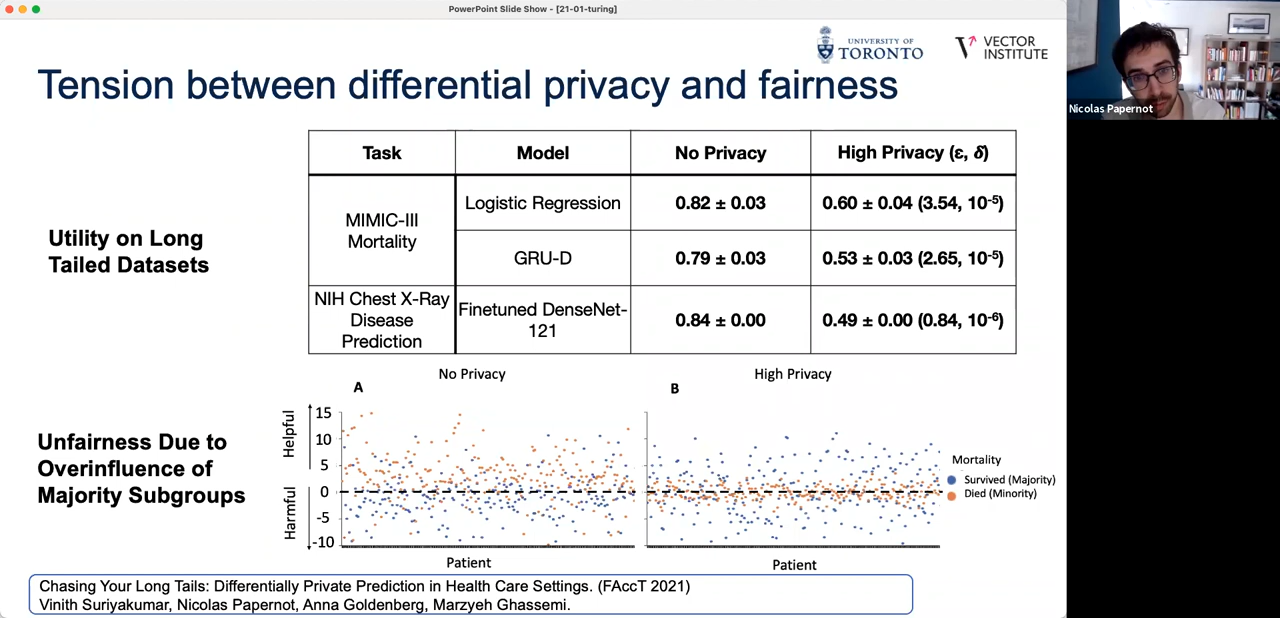 PowerPoint Slide Show - [21-01-turing]
UNIVERSITY OF
TORONTO
VECTOR
INSTITUTE
Tension between differential privacy and fairness
Nicolas Papernot
Task Model No Privacy High Privacy (ε, δ)
Utility on Long
Tailed Datasets
MIMIC-III
Mortality
Logistic Regression 0.82 ± 0.03 0.60 ± 0.04 (3.54, 10⁻⁵)
GRU-D 0.79 ± 0.03 0.53 ± 0.03 (2.65, 10⁻⁵)
NIH Chest X-Ray
Disease
Prediction
Finetuned DenseNet-
121
0.84 ± 0.00 0.49 ± 0.00 (0.84, 10⁻⁶)
Unfairness Due to
Overinfluence of
Majority Subgroups
No Privacy
High Privacy
A
B
Helpful
Harmful
15
10
5
0
-5
-10
Patient
Patient
Mortality
Survived (Majority)
Died (Minority)
Chasing Your Long Tails: Differentially Private Prediction in Health Care Settings. (FAccT 2021)
Vinith Suriyakumar, Nicolas Papernot, Anna Goldenberg, Marzyeh Ghassemi.